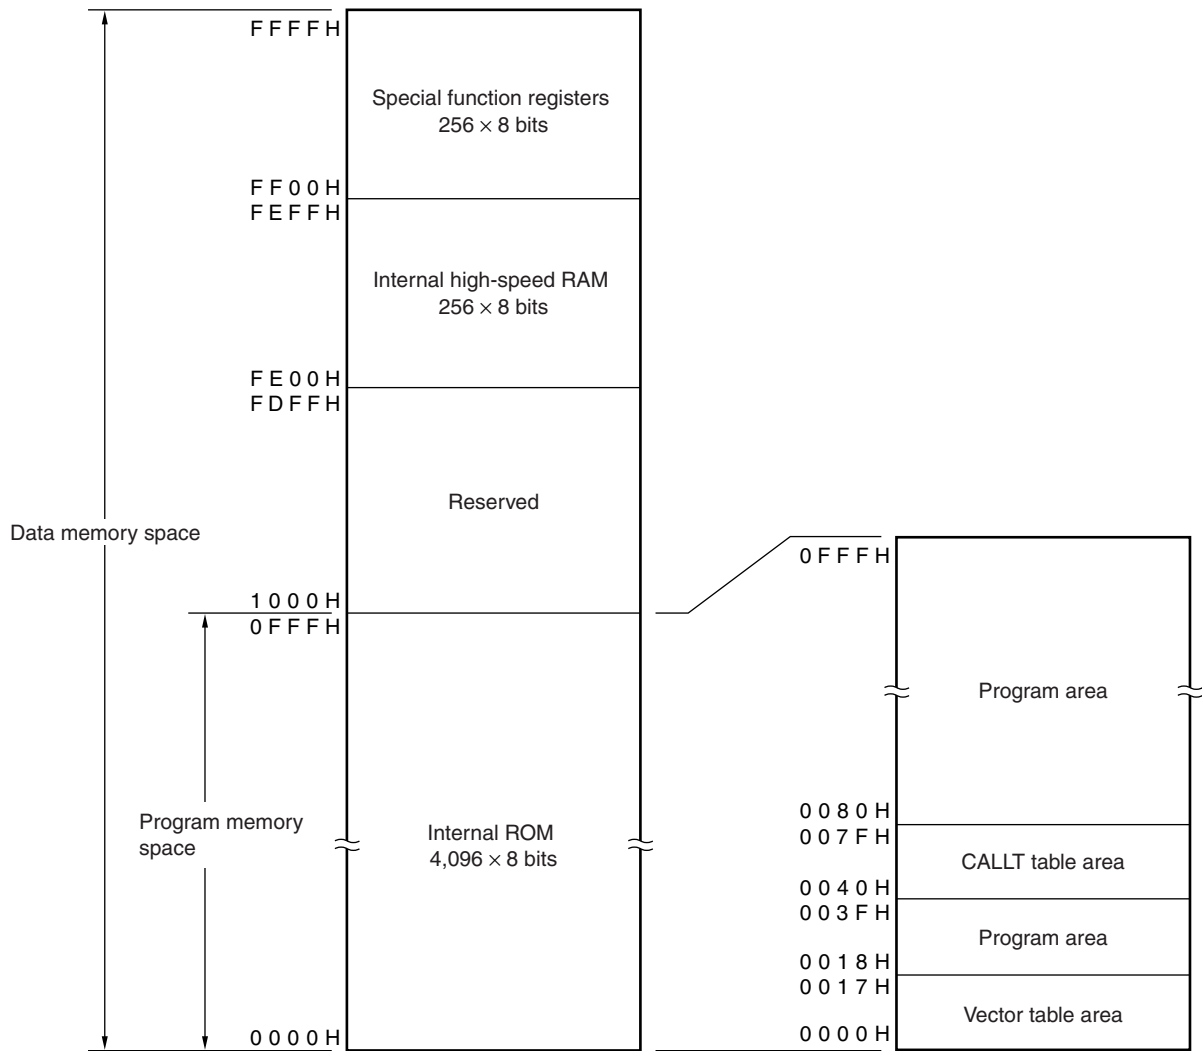 FFFFH
Special function registers
256 × 8 bits
FF00H
FEFFH
Internal high-speed RAM
256 × 8 bits
FE00H
FDFFH
Reserved
Data memory space
1000H
0FFFH
Program memory
space
Internal ROM
4,096 × 8 bits
0000H
0FFFH
Program area
0080H
007FH
CALLT table area
0040H
003FH
Program area
0018H
0017H
Vector table area
0000H